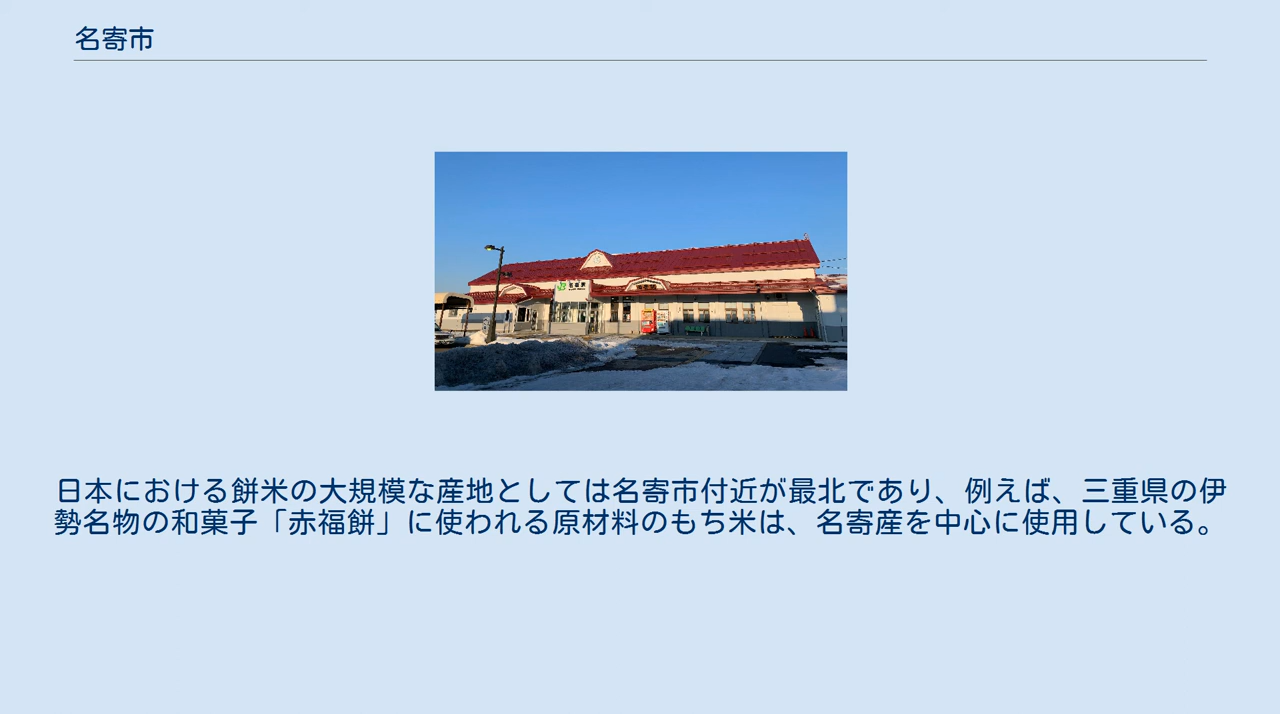 名寄市
JR 名寄駅
日本における餅米の大規模な産地としては名寄市付近が最北であり、例えば、三重県の伊
勢名物の和菓子「赤福餅」に使われる原材料のもち米は、名寄産を中心に使用している。